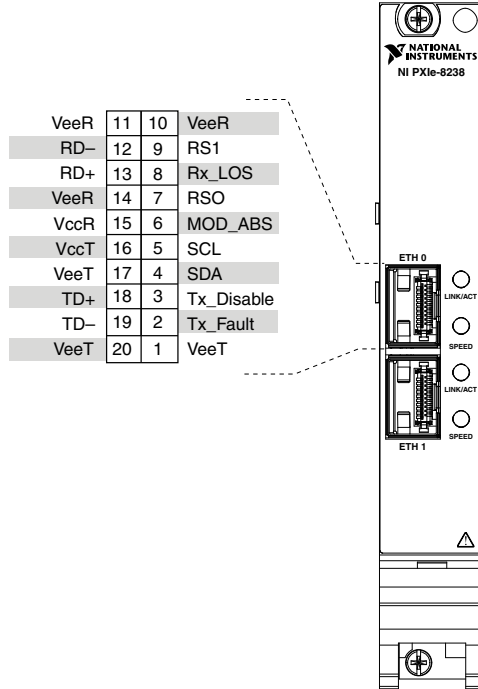 NATIONAL
INSTRUMENTS
NI PXIe-8238
VeeR 11 10 VeeR
RD– 12 9 RS1
RD+ 13 8 Rx_LOS
VeeR 14 7 RSO
VccR 15 6 MOD_ABS
VccT 16 5 SCL
VeeT 17 4 SDA
TD+ 18 3 Tx_Disable
TD– 19 2 Tx_Fault
VeeT 20 1 VeeT
ETH 0
LINK/ACT
SPEED
LINK/ACT
SPEED
ETH 1